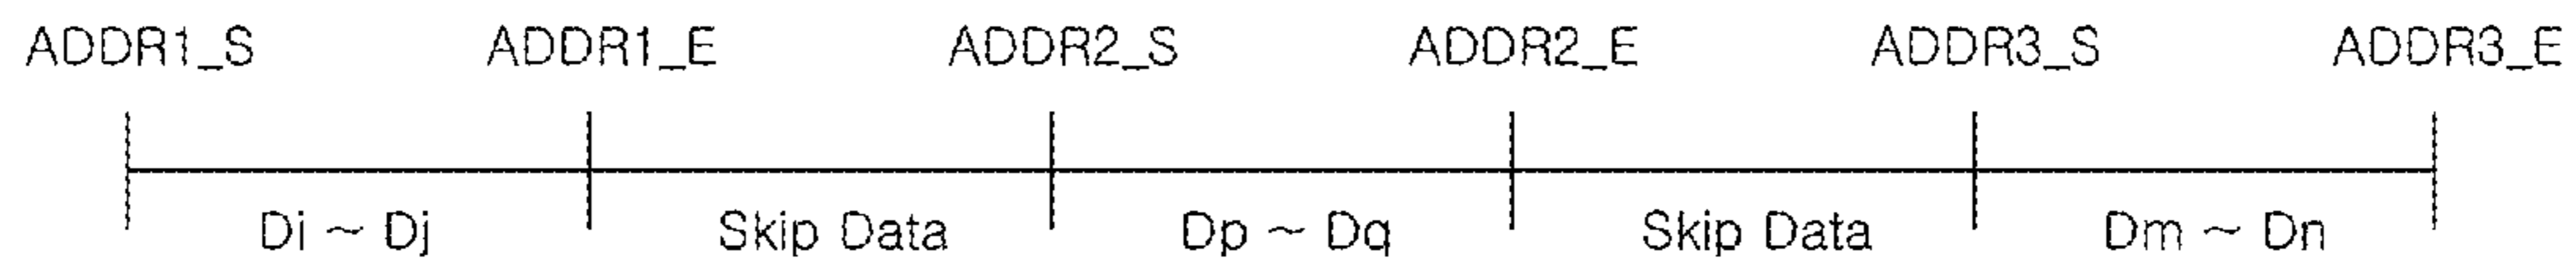 ADDR1_S ADDR1_E ADDR2_S ADDR2_E ADDR3_S ADDR3_E
Di ~ Dj Skip Data Dp ~ Dq Skip Data Dm ~ Dn